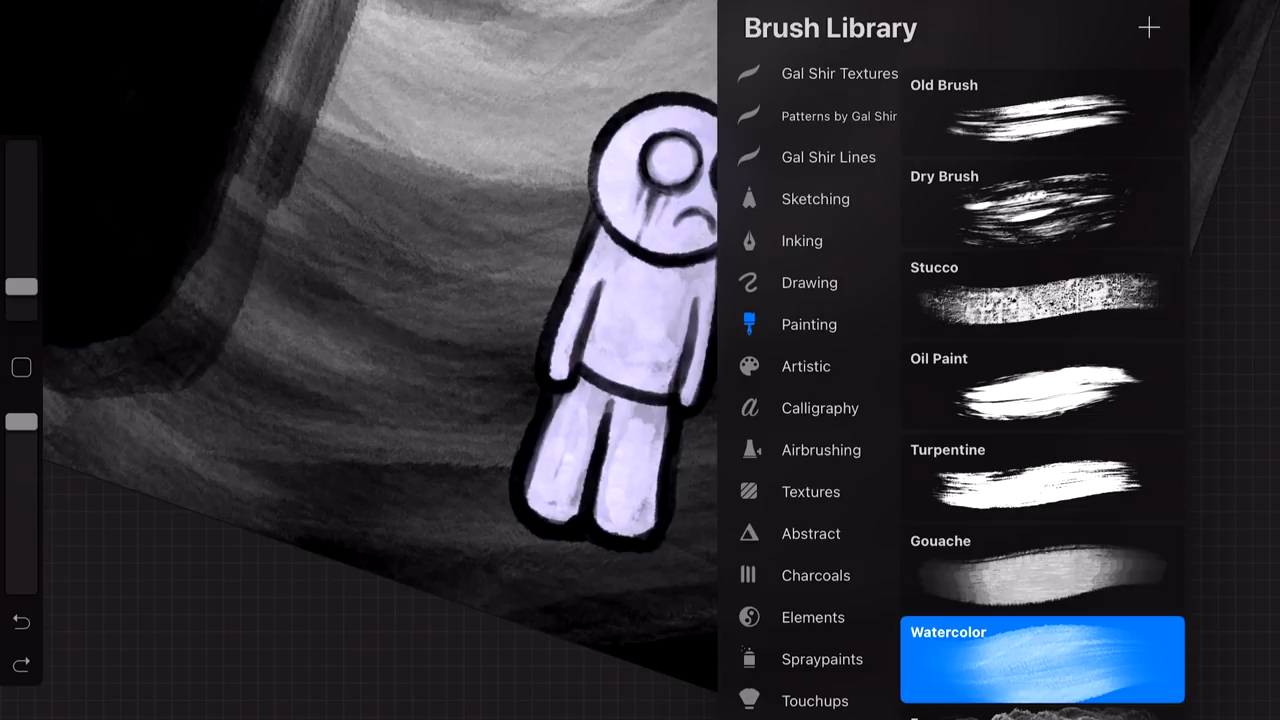 Brush Library
Gal Shir Textures
Patterns by Gal Shir
Gal Shir Lines
Sketching
Inking
Drawing
Painting
Artistic
Calligraphy
Airbrushing
Textures
Abstract
Charcoals
Elements
Spraypaints
Touchups
Old Brush
Dry Brush
Stucco
Oil Paint
Turpentine
Gouache
Watercolor